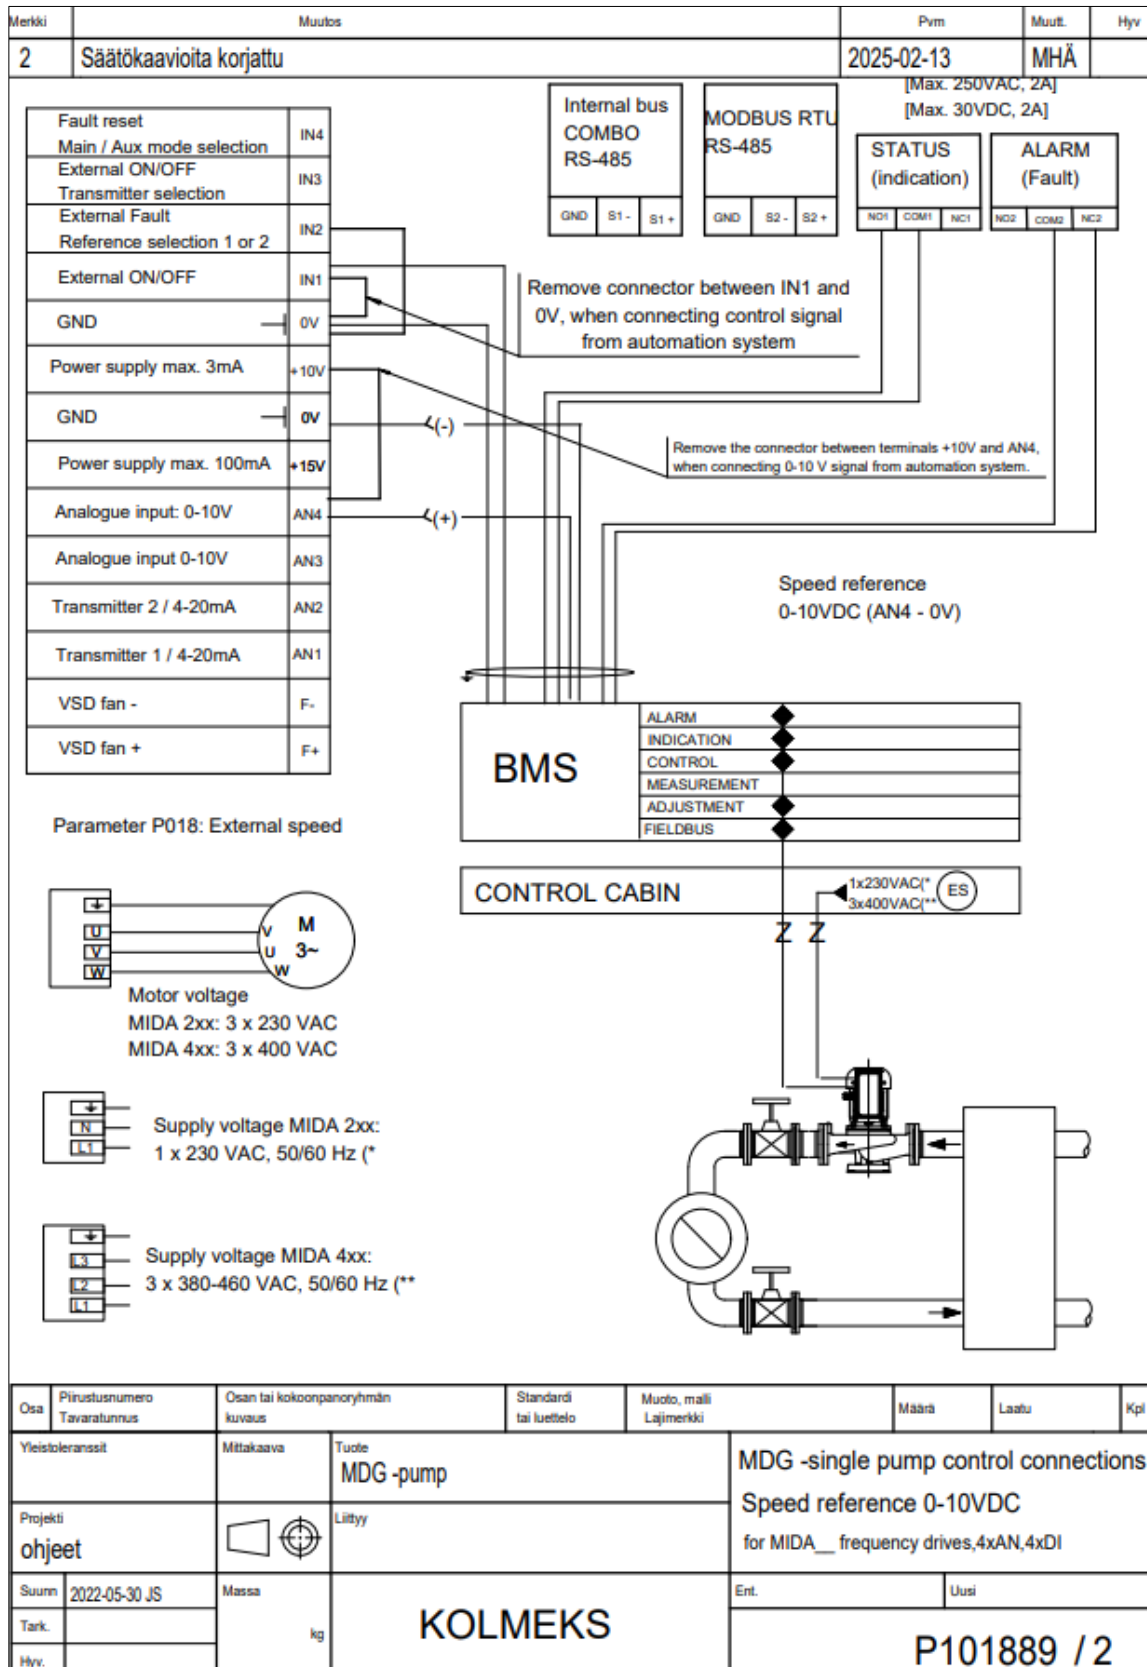 Merkki Muutos Pvm Muutt. Hyv
2 Säätökaavioita korjattu 2025-02-13 MHÄ
[Max. 250VAC, 2A]
[Max. 30VDC, 2A]
Fault reset
Main / Aux mode selection IN4
External ON/OFF
Transmitter selection IN3
External Fault
Reference selection 1 or 2 IN2
External ON/OFF IN1
GND 0V
Power supply max. 3mA +10V
GND 0V
Power supply max. 100mA +15V
Analogue input: 0-10V AN4
Analogue input 0-10V AN3
Transmitter 2 / 4-20mA AN2
Transmitter 1 / 4-20mA AN1
VSD fan - F-
VSD fan + F+
Internal bus
COMBO
RS-485
GND S1 - S1 +
MODBUS RTU
RS-485
GND S2 - S2 +
STATUS
(indication)
NO1 COM1 NC1
ALARM
(Fault)
NO2 COM2 NC2
Remove connector between IN1 and
0V, when connecting control signal
from automation system
(-)
Remove the connector between terminals +10V and AN4,
when connecting 0-10 V signal from automation system.
(+)
Speed reference
0-10VDC (AN4 - 0V)
BMS
ALARM
INDICATION
CONTROL
MEASUREMENT
ADJUSTMENT
FIELDBUS
Parameter P018: External speed
CONTROL CABIN
1x230VAC(*
3x400VAC(**
ES
Z Z
U
V
W
V
U
W
M
3~
Motor voltage
MIDA 2xx: 3 x 230 VAC
MIDA 4xx: 3 x 400 VAC
N
L1
Supply voltage MIDA 2xx:
1 x 230 VAC, 50/60 Hz (*
L3
L2
L1
Supply voltage MIDA 4xx:
3 x 380-460 VAC, 50/60 Hz (**
Osa Piirustusnumero
Tavaratunnus
Osan tai kokoonpanoryhmän
kuvaus
Standardi
tai luettelo
Muoto, malli
Lajimerkki
Määrä Laatu Kpl
Yleistoleranssit Mittakaava Tuote
MDG -pump
MDG -single pump control connections
Speed reference 0-10VDC
for MIDA__ frequency drives,4xAN,4xDI
Projekti
ohjeet
Liittyy
Suunn 2022-05-30 JS
Tark.
Hyv.
Massa
kg
KOLMEKS
Ent. Uusi
P101889 / 2